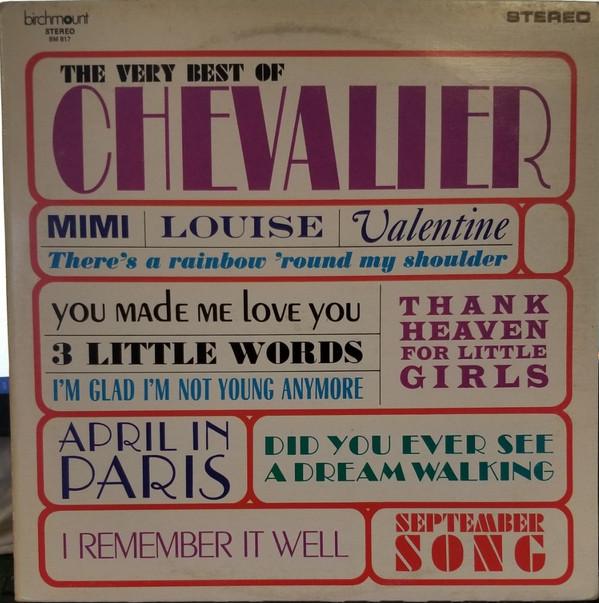 birchmount
STEREO
BM 817
STEREO
THE VERY BEST OF
CHEVALIER
MIMI LOUISE Valentine
There's a rainbow 'round my shoulder
you made me love you
3 LITTLE WORDS
I'M GLAD I'M NOT YOUNG ANYMORE
THANK
HEAVEN
FOR LITTLE
GIRLS
APRIL IN
PARIS
DID YOU EVER SEE
A DREAM WALKING
I REMEMBER IT WELL
SEPTEMBER
SONG